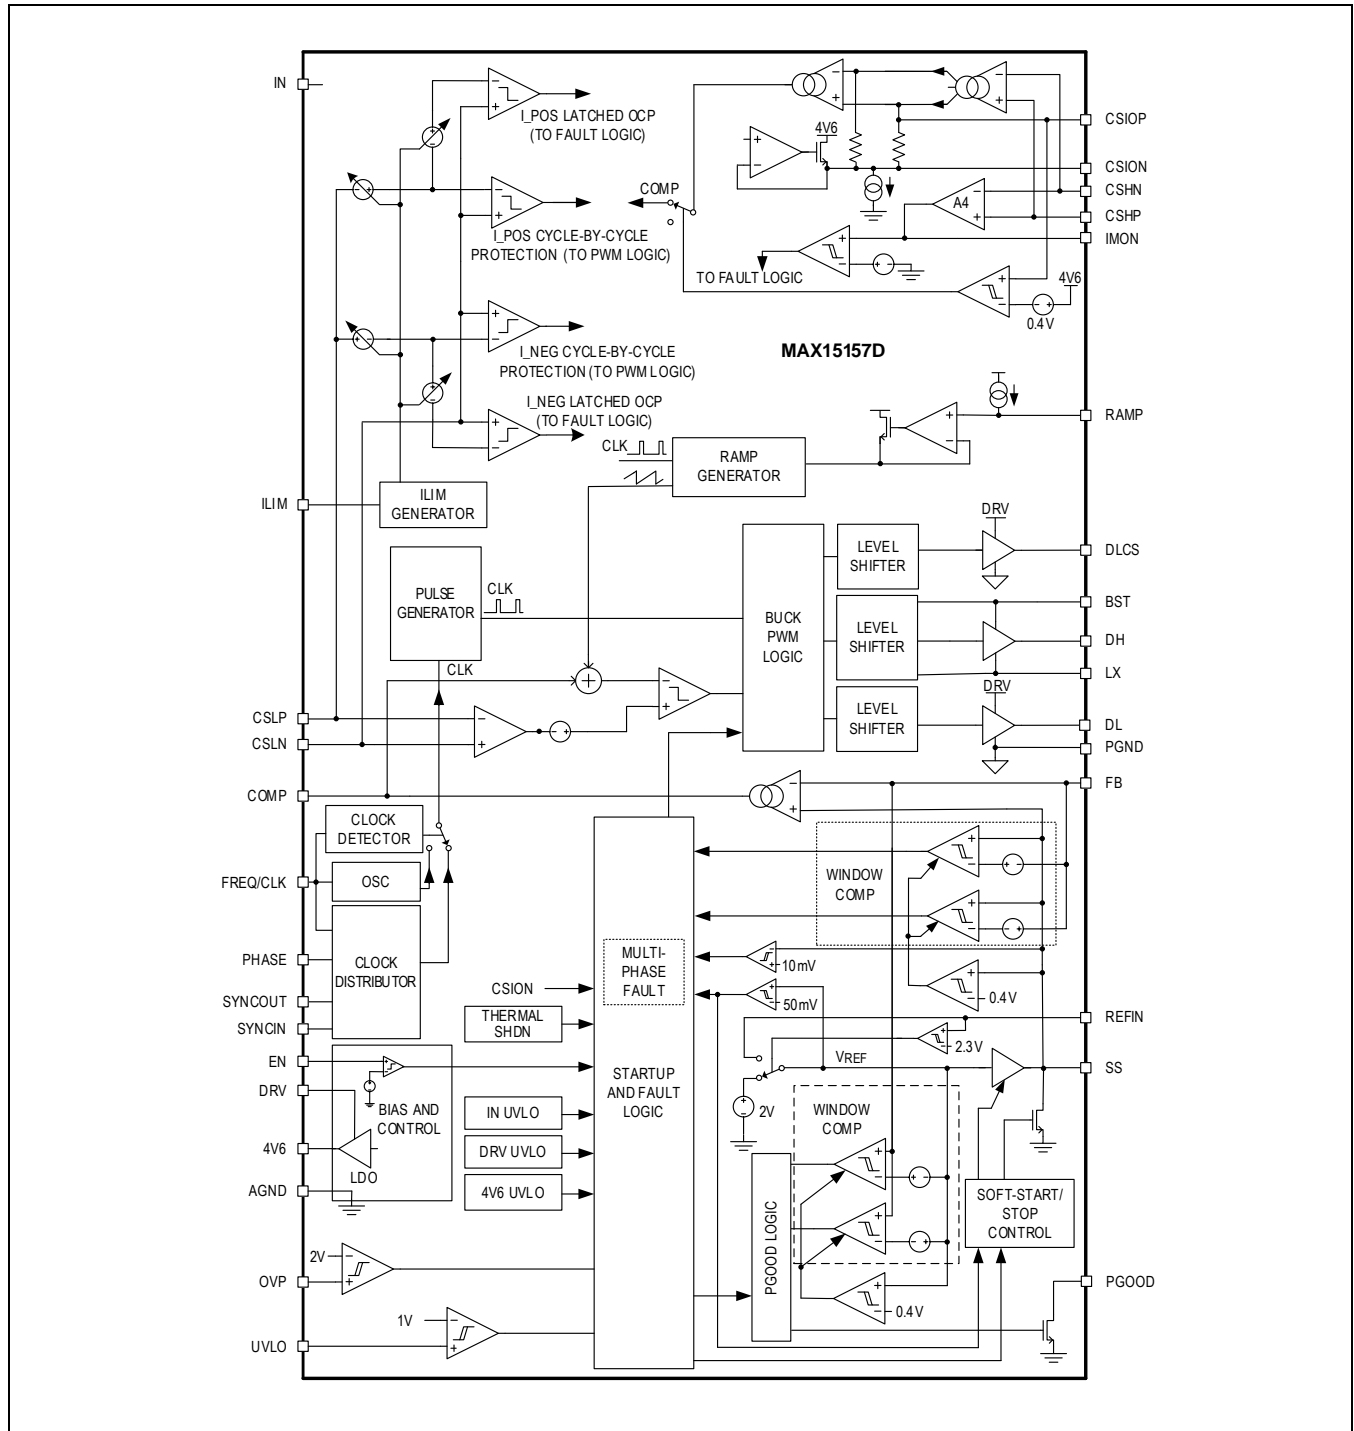 IN
I_POS LATCHED OCP
(TO FAULT LOGIC)
I_POS CYCLE-BY-CYCLE
PROTECTION (TO PWM LOGIC)
I_NEG CYCLE-BY-CYCLE
PROTECTION (TO PWM LOGIC)
I_NEG LATCHED OCP
(TO FAULT LOGIC)
ILIM
ILIM
GENERATOR
COMP
4V6
A4
TO FAULT LOGIC
4V6
0.4V
CSIOP
CSION
CSHN
CSHP
IMON
MAX15157D
RAMP
CLK
RAMP
GENERATOR
PULSE
GENERATOR
CLK
CLK
BUCK
PWM
LOGIC
LEVEL
SHIFTER
LEVEL
SHIFTER
LEVEL
SHIFTER
DRV
DRV
DLCS
BST
DH
LX
DL
PGND
FB
CSLP
CSLN
COMP
CLOCK
DETECTOR
FREQ/CLK
OSC
PHASE
CLOCK
DISTRIBUTOR
SYNCOUT
SYNCIN
EN
DRV
BIAS AND
CONTROL
4V6
LDO
AGND
2V
OVP
1V
UVLO
CSION
THERMAL
SHDN
IN UVLO
DRV UVLO
4V6 UVLO
MULTI-
PHASE
FAULT
STARTUP
AND FAULT
LOGIC
WINDOW
COMP
10mV
50mV
0.4V
REFIN
2.3V
VREF
SS
2V
WINDOW
COMP
PGOOD LOGIC
0.4V
SOFT-START/
STOP
CONTROL
PGOOD